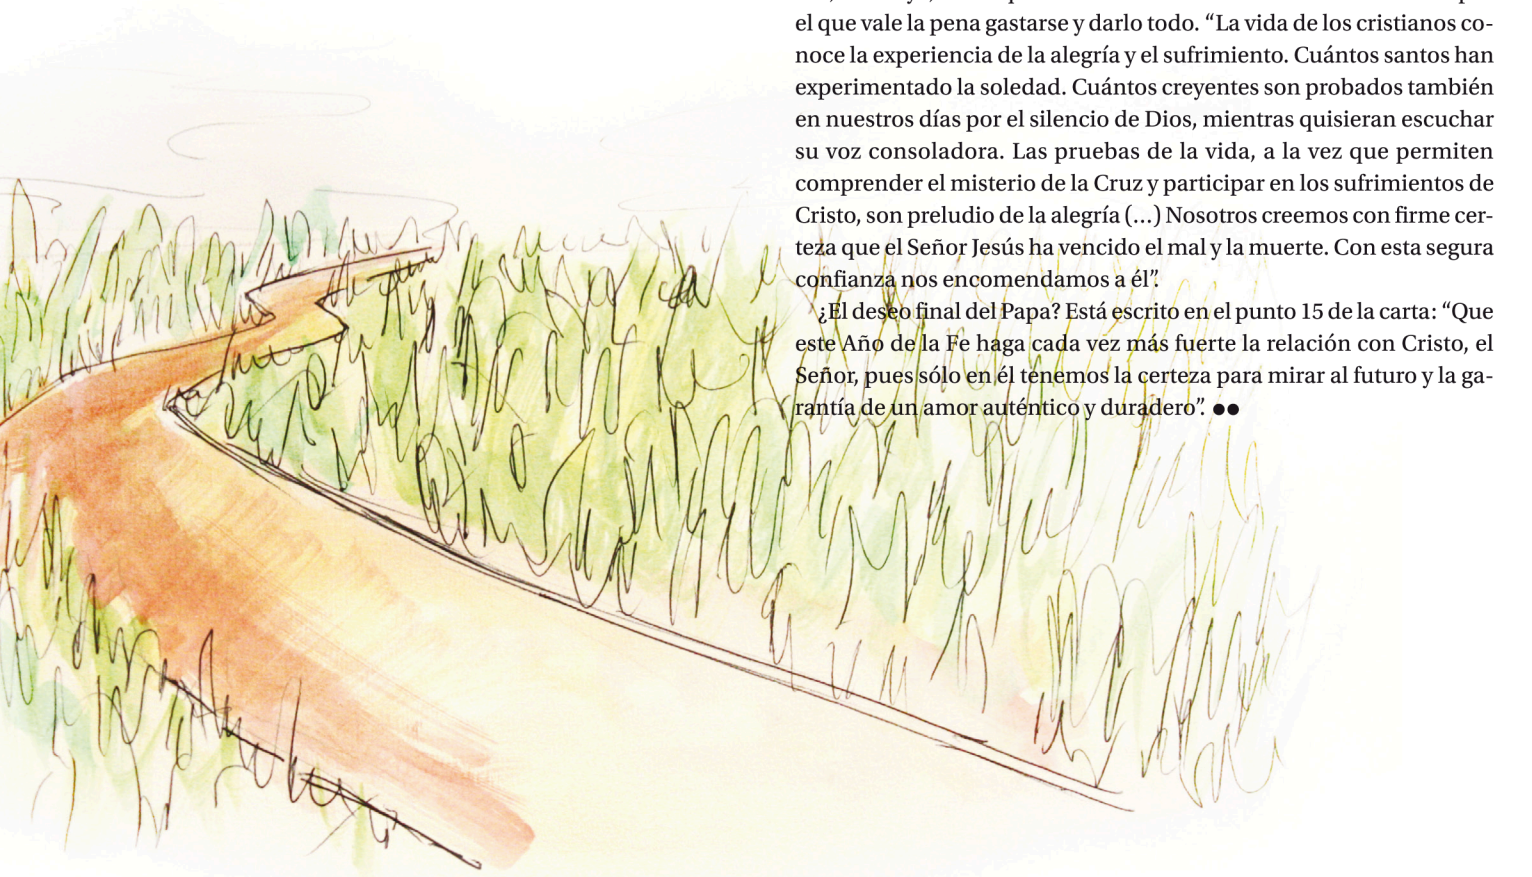 el que vale la pena gastarse y darlo todo. “La vida de los cristianos co-
noce la experiencia de la alegría y el sufrimiento. Cuántos santos han
experimentado la soledad. Cuántos creyentes son probados también
en nuestros días por el silencio de Dios, mientras quisieran escuchar
su voz consoladora. Las pruebas de la vida, a la vez que permiten
comprender el misterio de la Cruz y participar en los sufrimientos de
Cristo, son preludio de la alegría (...) Nosotros creemos con firme cer-
teza que el Señor Jesús ha vencido el mal y la muerte. Con esta segura
confianza nos encomendamos a él”.
¿El deseo final del Papa? Está escrito en el punto 15 de la carta: “Que
este Año de la Fe haga cada vez más fuerte la relación con Cristo, el
Señor, pues sólo en él tenemos la certeza para mirar al futuro y la ga-
rantía de un amor auténtico y duradero”. ●●